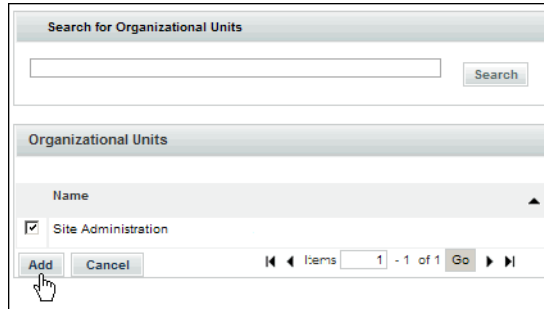 Search for Organizational Units
Search
Organizational Units
Name
Site Administration
Add Cancel Items 1 - 1 of 1 Go